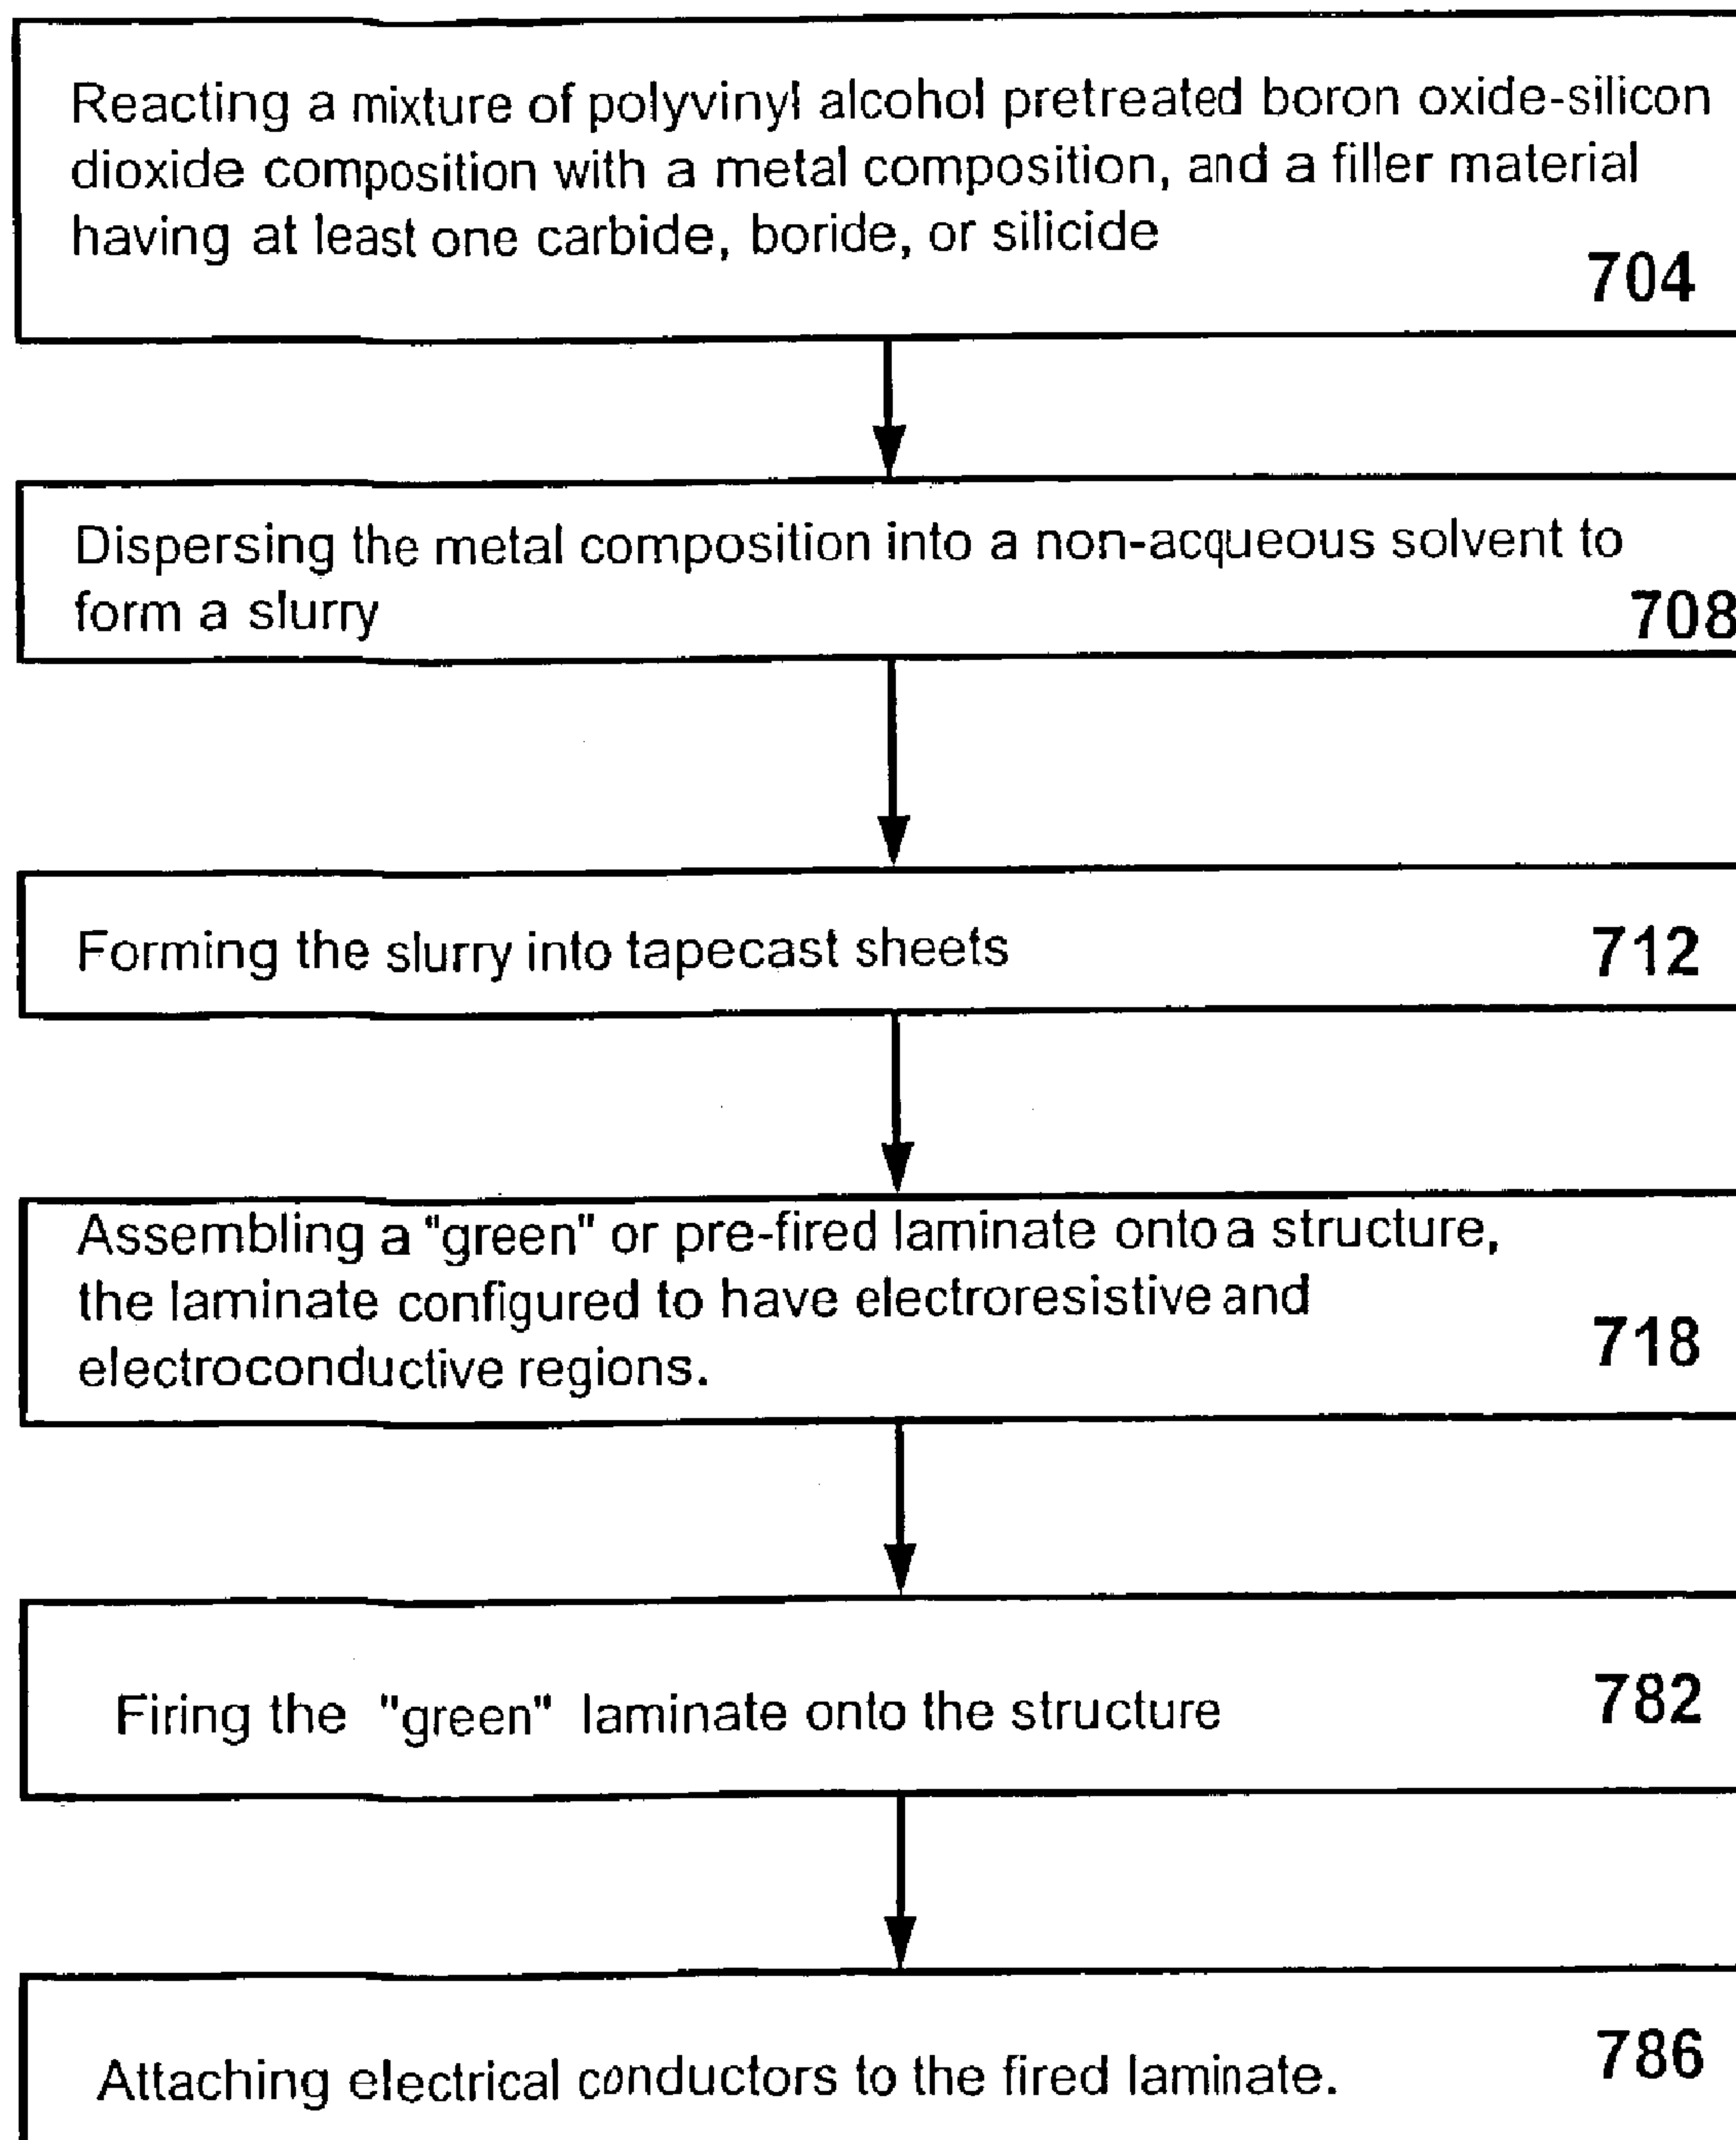 Reacting a mixture of polyvinyl alcohol pretreated boron oxide-silicon
dioxide composition with a metal composition, and a filler material
having at least one carbide, boride, or silicide
704
Dispersing the metal composition into a non-acqueous solvent to
form a slurry
708
Forming the slurry into tapecast sheets
712
Assembling a "green" or pre-fired laminate onto a structure,
the laminate configured to have electroresistive and
718
electroconductive regions.
Firing the "green" laminate onto the structure
782
Attaching electrical conductors to the fired laminate.
786